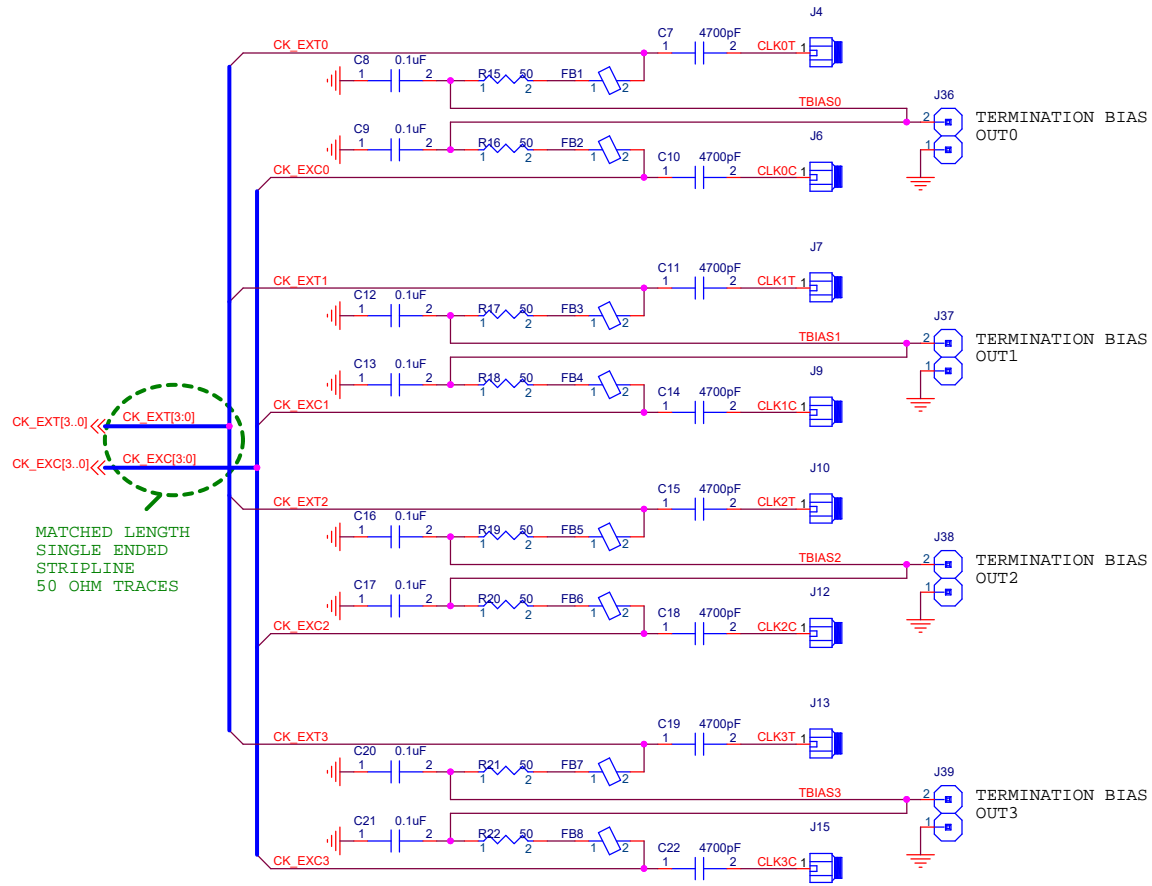 J4
C7 4700pF
CK_EXT0 1 2 CLK0T 1
C8 0.1uF
1 2 R15 50 FB1
1 2 1 2
TBIAS0
J36
2 TERMINATION BIAS
OUT0
1
C9 0.1uF
1 2 R16 50 FB2
1 2 1 2
J6
C10 4700pF
CK_EXC0 1 2 CLK0C 1
J7
C11 4700pF
CK_EXT1 1 2 CLK1T 1
C12 0.1uF
1 2 R17 50 FB3
1 2 1 2
TBIAS1
J37
2 TERMINATION BIAS
OUT1
1
C13 0.1uF
1 2 R18 50 FB4
1 2 1 2
J9
C14 4700pF
CK_EXC1 1 2 CLK1C 1
CK_EXT[3..0] CK_EXT[3:0]
CK_EXC[3..0] CK_EXC[3:0]
MATCHED LENGTH
SINGLE ENDED
STRIPLINE
50 OHM TRACES
J10
C15 4700pF
CK_EXT2 1 2 CLK2T 1
C16 0.1uF
1 2 R19 50 FB5
1 2 1 2
TBIAS2
J38
2 TERMINATION BIAS
OUT2
1
C17 0.1uF
1 2 R20 50 FB6
1 2 1 2
J12
C18 4700pF
CK_EXC2 1 2 CLK2C 1
J13
C19 4700pF
CK_EXT3 1 2 CLK3T 1
C20 0.1uF
1 2 R21 50 FB7
1 2 1 2
TBIAS3
J39
2 TERMINATION BIAS
OUT3
1
C21 0.1uF
1 2 R22 50 FB8
1 2 1 2
J15
C22 4700pF
CK_EXC3 1 2 CLK3C 1